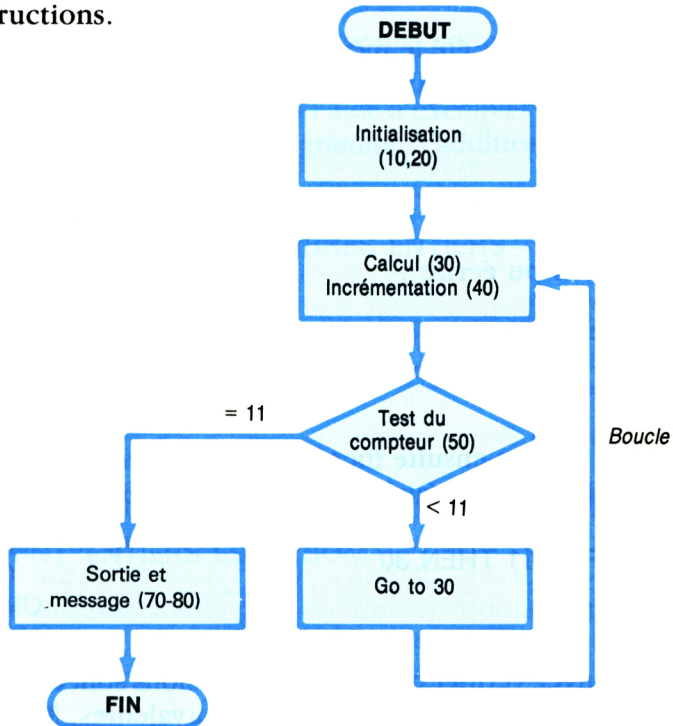 ructions.
DEBUT
Initialisation
(10,20)
Calcul (30)
Incrémentation (40)
= 11
Test du
compteur (50)
Boucle
< 11
Sortie et
message (70-80)
Go to 30
FIN